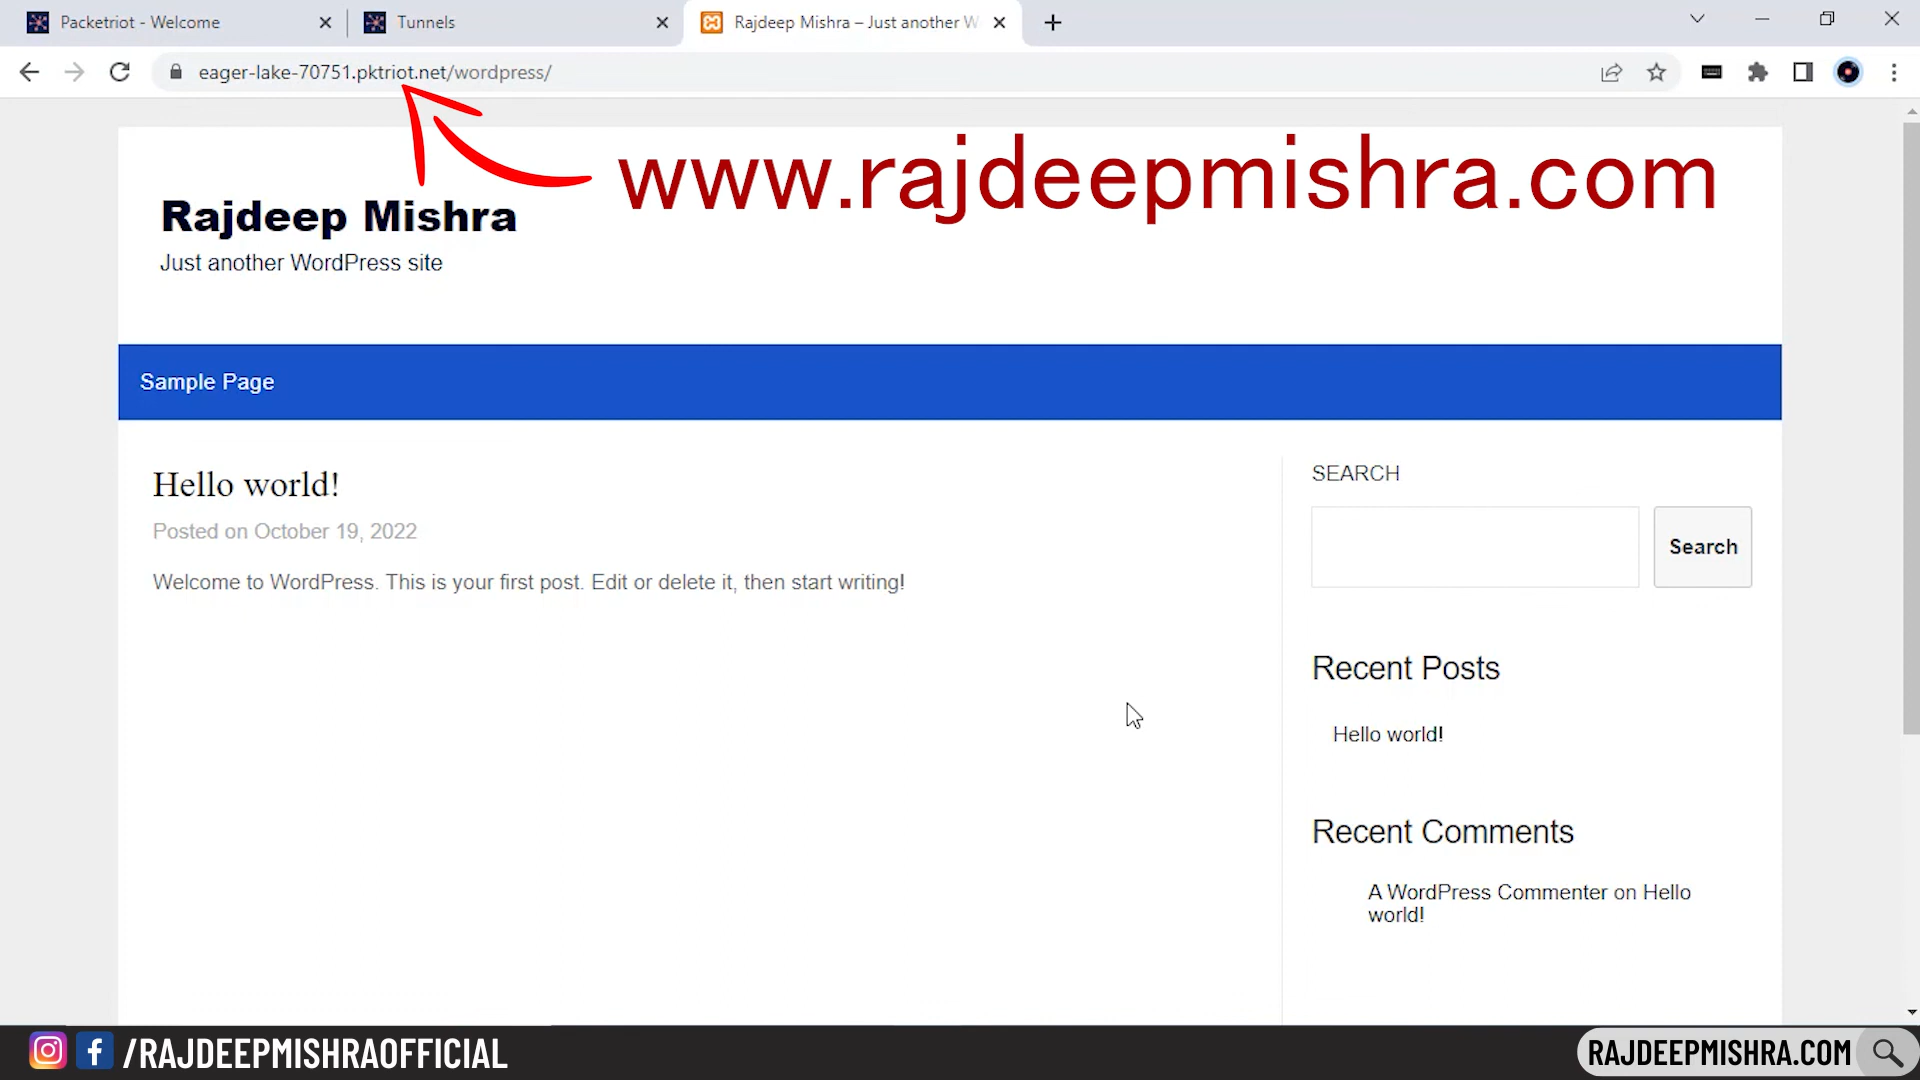 Packetriot - Welcome
Tunnels
Rajdeep Mishra – Just another W
eager-lake-70751.pktriot.net/wordpress/
www.rajdeepmishra.com
Rajdeep Mishra
Just another WordPress site
Sample Page
Hello world!
Posted on October 19, 2022
Welcome to WordPress. This is your first post. Edit or delete it, then start writing!
SEARCH
Search
Recent Posts
Hello world!
Recent Comments
A WordPress Commenter on Hello
world!
/RAJDEEPMISHRAOFFICIAL
RAJDEEPMISHRA.COM